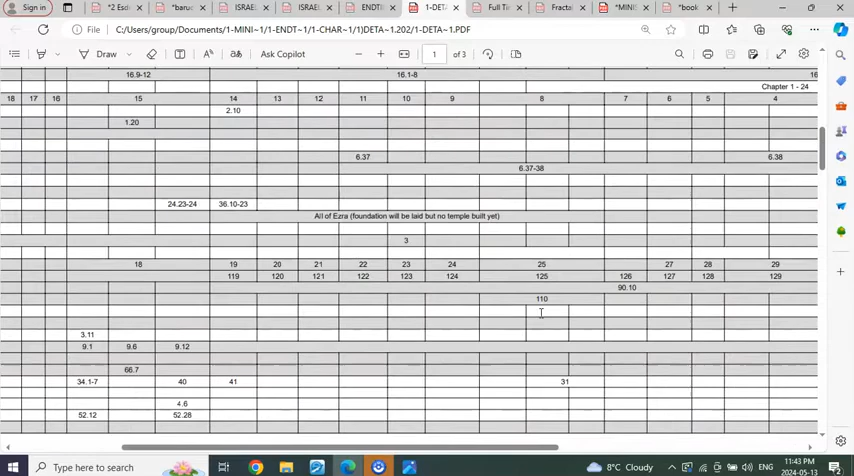 Sign in *2 Esd *baru ISRAEL ISRAEL ENDTI 1-DETA Full Tir Fracta *MINIS *book
File C:/Users/group/Documents/1-MINI~1/1-ENDT~1/1-CHAR~1/1)DETA~1.202/1-DETA~1.PDF
Draw Ask Copilot 1 of 3
16.9-12 16.1-8 16
Chapter 1 - 24
18 17 16 15 14 13 12 11 10 9 8 7 6 5 4
2.10
1.20
6.37 6.38
6.37-38
24.23-24 36.10-23
All of Ezra (foundation will be laid but no temple built yet)
3
18 19 20 21 22 23 24 25 27 28 29
119 120 121 122 123 124 125 126 127 128 129
90.10
110
3.11
9.1 9.6 9.12
66.7
34.1-7 40 41 31
4.6
52.12 52.28
Type here to search 8°C Cloudy ENG 11:43 PM
2024-05-13